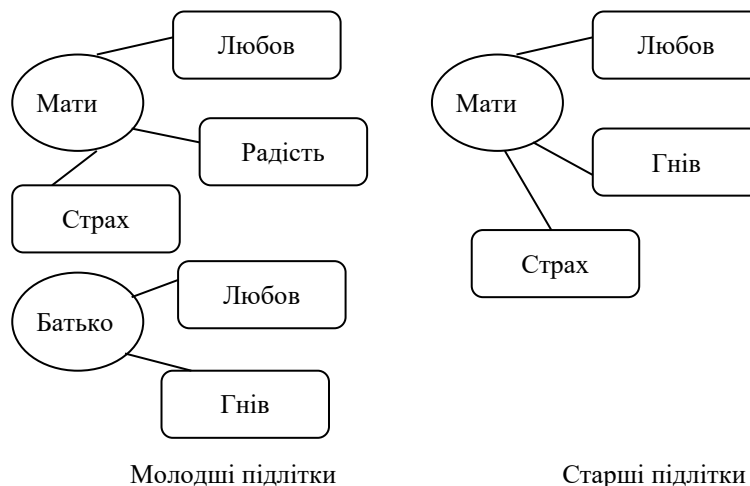 Любов
Мати
Радість
Страх
Любов
Батько
Гнів
Молодші підлітки
Любов
Мати
Гнів
Страх
Старші підлітки